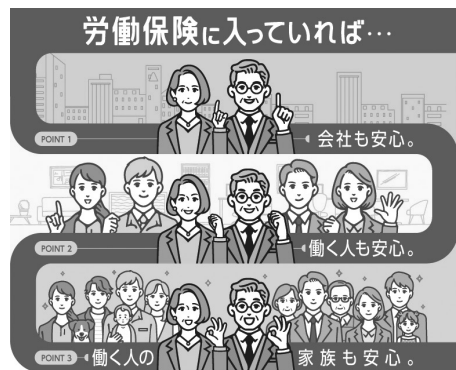 労働保険に入っていれば…
POINT 1
会社も安心。
POINT 2
働く人も安心。
POINT 3
働く人の家族も安心。